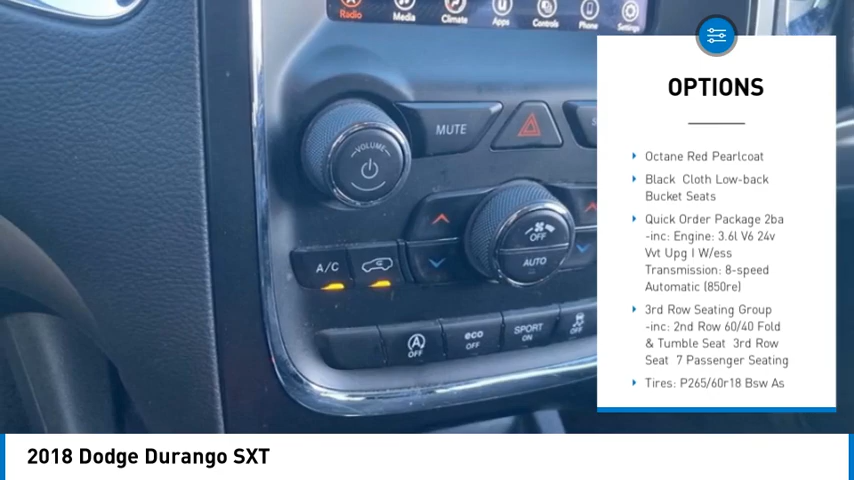 Radio
Media
Climate
Apps
Controls
Phone
Settings
MUTE
VOLUME
OFF
AUTO
A/C
OFF
eco
OFF
SPORT
ON
OFF
OPTIONS
Octane Red Pearlcoat
Black Cloth Low-back
Bucket Seats
Quick Order Package 2ba
-inc: Engine: 3.6l V6 24v
Vvt Upg I W/ess
Transmission: 8-speed
Automatic (850re)
3rd Row Seating Group
-inc: 2nd Row 60/40 Fold
& Tumble Seat 3rd Row
Seat 7 Passenger Seating
Tires: P265/60r18 Bsw As
2018 Dodge Durango SXT